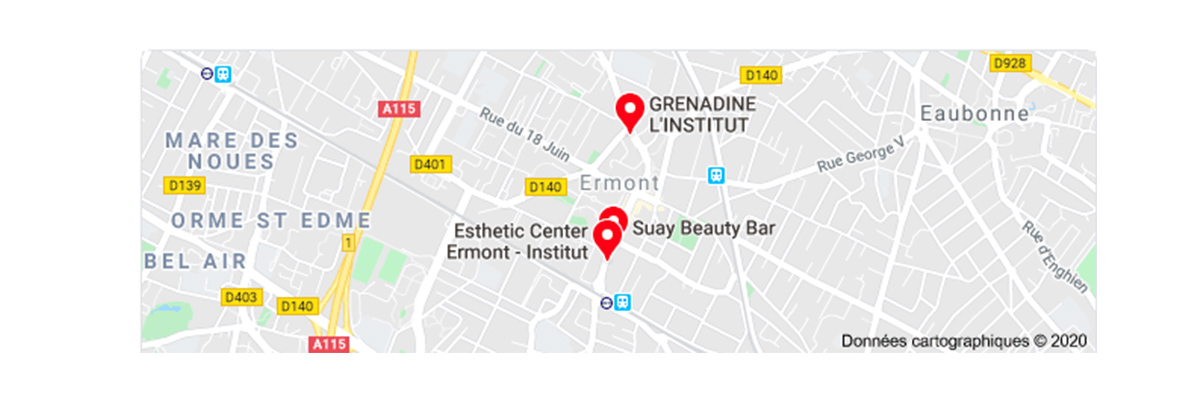 D928
D140
A115
GRENADINE
L'INSTITUT
Eaubonne
Rue du 18 Juin
MARE DES
NOUES
Rue George V
D401
D139
D140
Ermont
ORME ST EDME
Esthetic Center
Ermont - Institut
Suay Beauty Bar
1
BEL AIR
Rue d'Enghien
D403
D140
A115
Données cartographiques © 2020